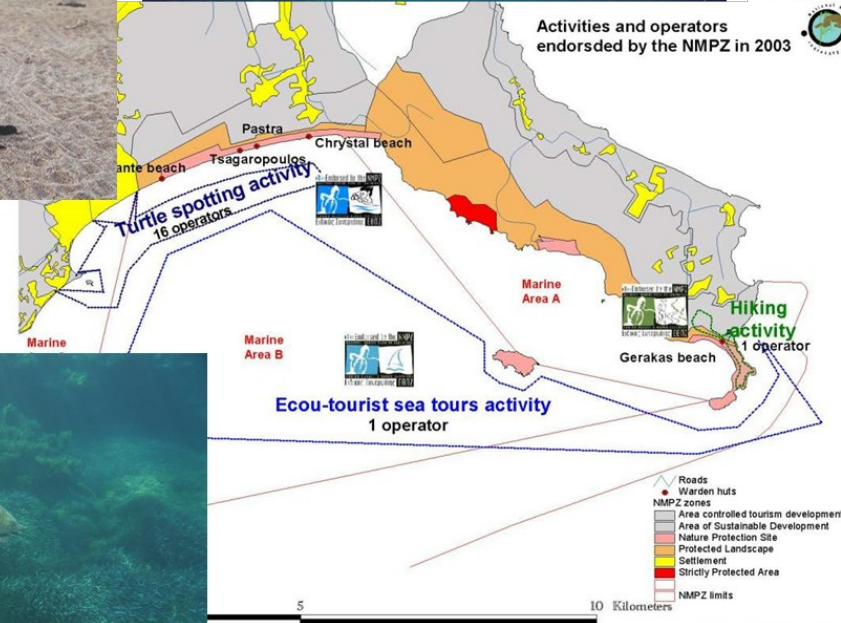 Activities and operators
endorsded by the NMPZ in 2003
Pastra
Chrystal beach
Tsagaropoulos
ante beach
Turtle spotting activity
16 operators
Marine
Area A
Hiking
activity
1 operator
Gerakas beach
Marine
Marine
Area B
Ecou-tourist sea tours activity
1 operator
Roads
Warden huts
NMPZ zones
Area controlled tourism development
Area of Sustainable Development
Nature Protection Site
Protected Landscape
Settlement
Strictly Protected Area
NMPZ limits
5 10 Kilometers